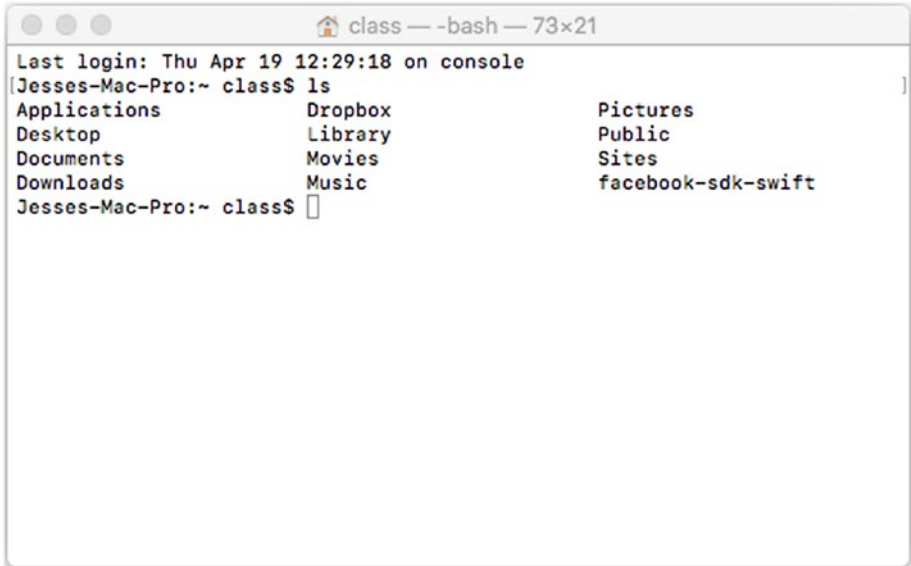 class — -bash — 73×21
Last login: Thu Apr 19 12:29:18 on console
[Jesses-Mac-Pro:~ class$ ls ]
Applications Dropbox Pictures
Desktop Library Public
Documents Movies Sites
Downloads Music facebook-sdk-swift
Jesses-Mac-Pro:~ class$